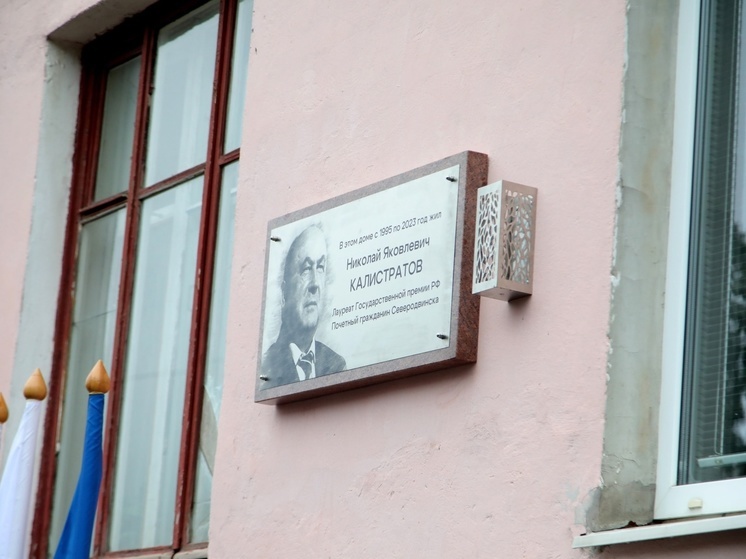 В этом доме с 1995 по 2023 год жил
Николай Яковлевич
КАЛИСТРАТОВ
Лауреат Государственной премии РФ
Почетный гражданин Северодвинска